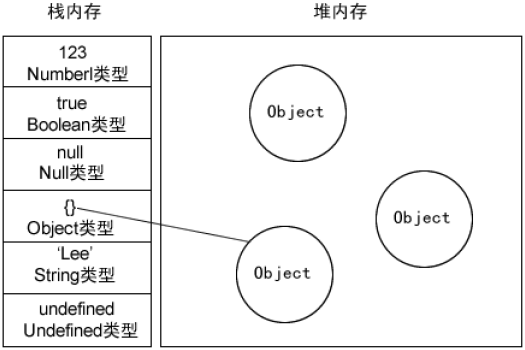 栈内存
堆内存
123
Numberl类型
true
Boolean类型
null
Null类型
{}
Object类型
‘Lee’
String类型
undefined
Undefined类型
Object
Object
Object